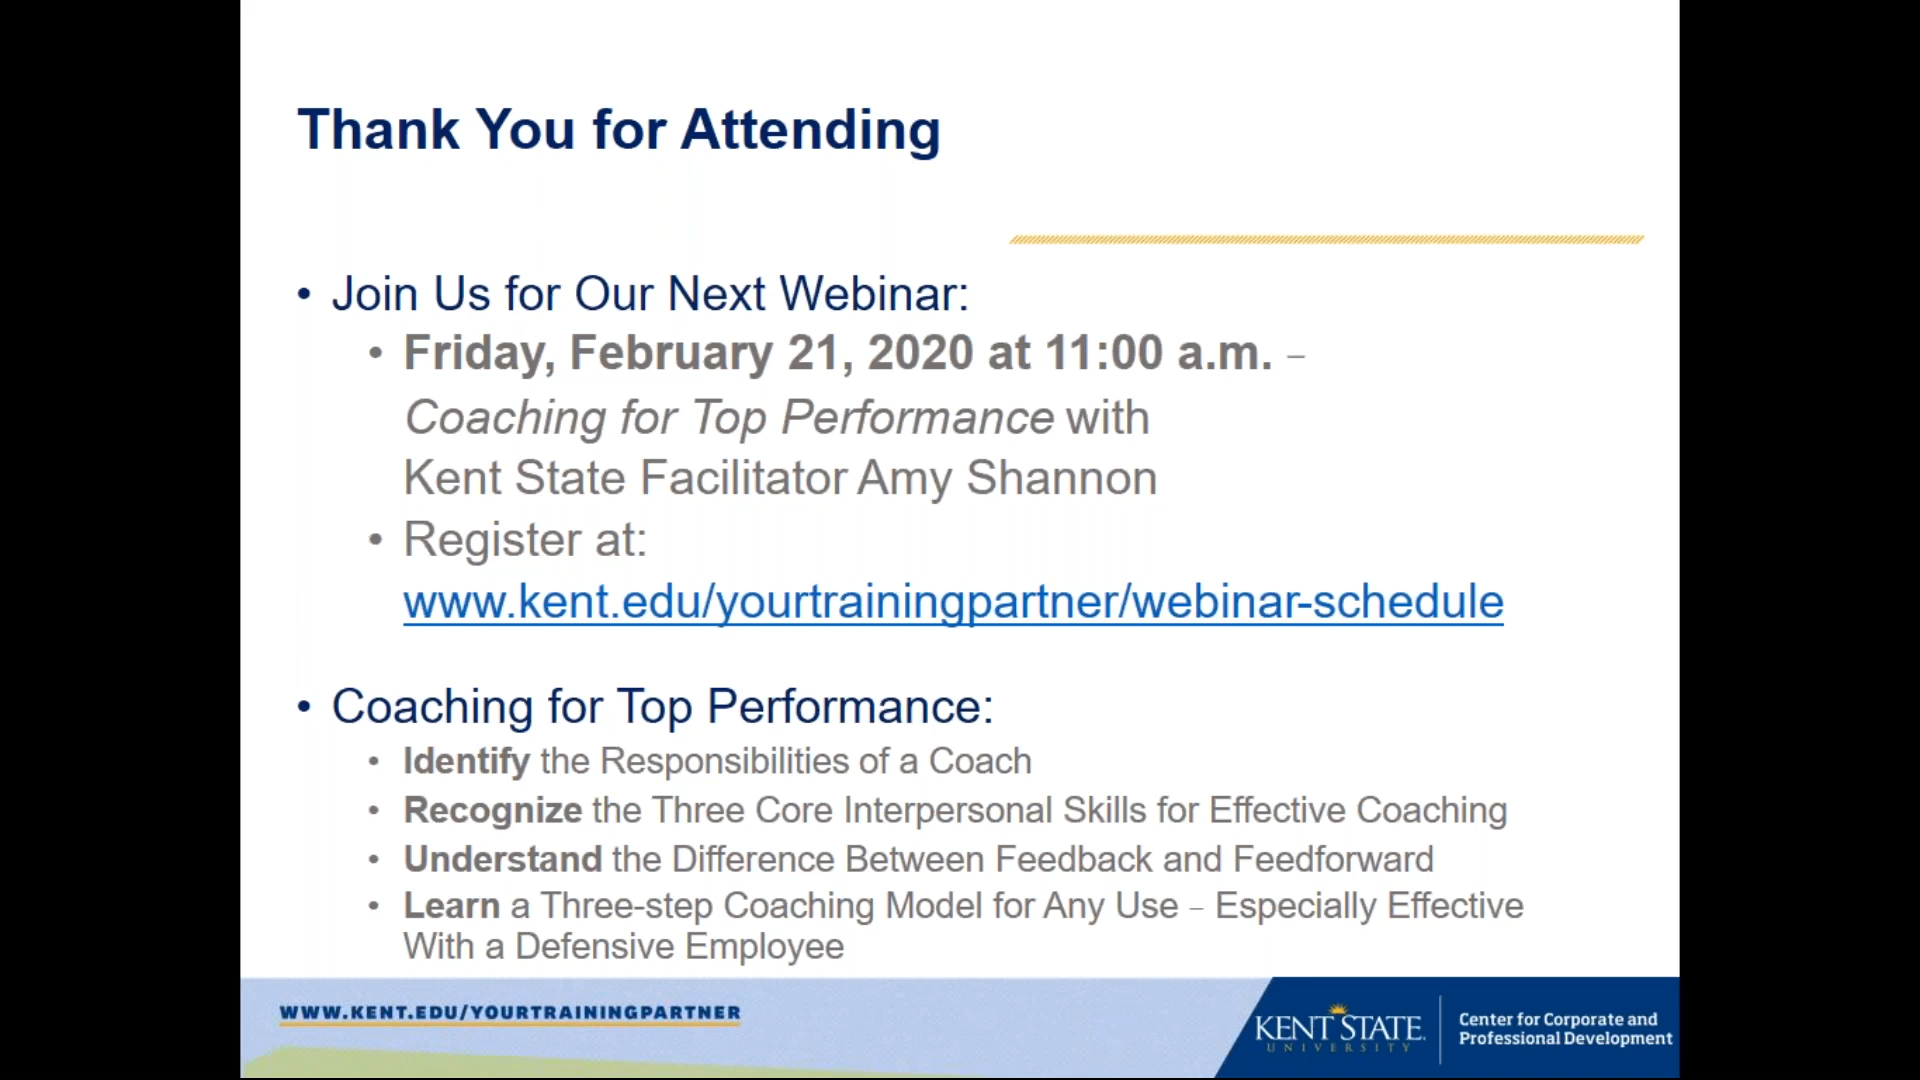 Thank You for Attending
• Join Us for Our Next Webinar:
• Friday, February 21, 2020 at 11:00 a.m. –
Coaching for Top Performance with
Kent State Facilitator Amy Shannon
• Register at:
www.kent.edu/yourtrainingpartner/webinar-schedule
• Coaching for Top Performance:
• Identify the Responsibilities of a Coach
• Recognize the Three Core Interpersonal Skills for Effective Coaching
• Understand the Difference Between Feedback and Feedforward
• Learn a Three-step Coaching Model for Any Use – Especially Effective
With a Defensive Employee
WWW.KENT.EDU/YOURTRAININGPARTNER
KENT STATE
UNIVERSITY
Center for Corporate and
Professional Development